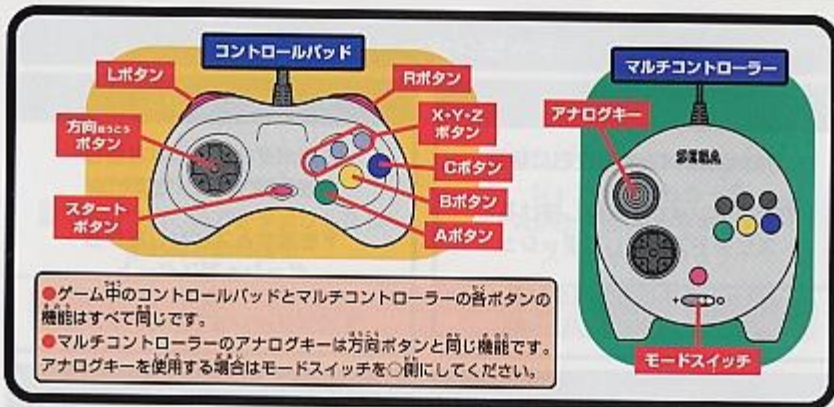 コントロールパッド
Lボタン
Rボタン
方向ほうこう
ボタン
X・Y・Z
ボタン
Cボタン
Bボタン
Aボタン
スタート
ボタン
マルチコントローラー
アナログキー
SEGA
+
○
モードスイッチ
●ゲーム中のコントロールパッドとマルチコントローラーの各ボタンの
機能はすべて同じです。
●マルチコントローラーのアナログキーは方向ボタンと同じ機能です。
アナログキーを使用する場合はモードスイッチを○側にしてください。